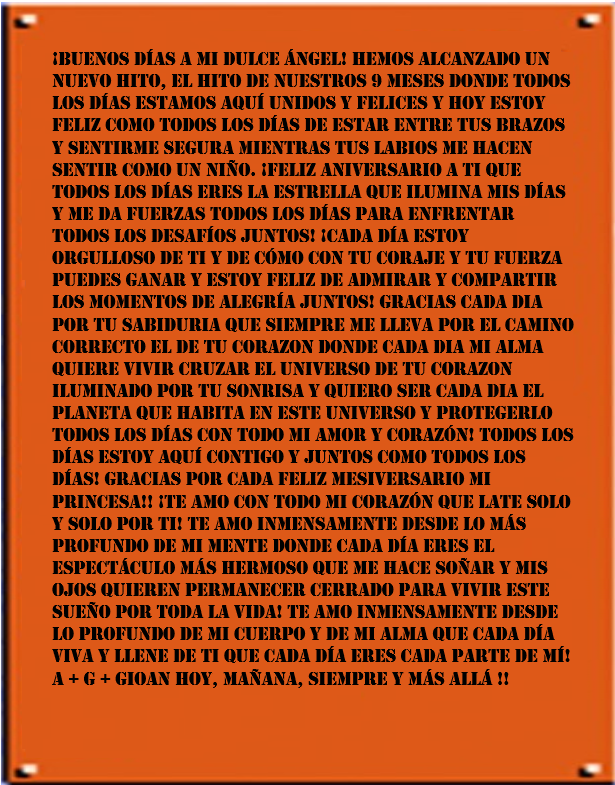 ¡BUENOS DÍAS A MI DULCE ÁNGEL! HEMOS ALCANZADO UN
NUEVO HITO, EL HITO DE NUESTROS 9 MESES DONDE TODOS
LOS DÍAS ESTAMOS AQUÍ UNIDOS Y FELICES Y HOY ESTOY
FELIZ COMO TODOS LOS DÍAS DE ESTAR ENTRE TUS BRAZOS
Y SENTIRME SEGURA MIENTRAS TUS LABIOS ME HACEN
SENTIR COMO UN NIÑO. ¡FELIZ ANIVERSARIO A TI QUE
TODOS LOS DÍAS ERES LA ESTRELLA QUE ILUMINA MIS DÍAS
Y ME DA FUERZAS TODOS LOS DÍAS PARA ENFRENTAR
TODOS LOS DESAFÍOS JUNTOS! ¡CADA DÍA ESTOY
ORGULLOSO DE TI Y DE CÓMO CON TU CORAJE Y TU FUERZA
PUEDES GANAR Y ESTOY FELIZ DE ADMIRAR Y COMPARTIR
LOS MOMENTOS DE ALEGRÍA JUNTOS! GRACIAS CADA DIA
POR TU SABIDURIA QUE SIEMPRE ME LLEVA POR EL CAMINO
CORRECTO EL DE TU CORAZON DONDE CADA DIA MI ALMA
QUIERE VIVIR CRUZAR EL UNIVERSO DE TU CORAZON
ILUMINADO POR TU SONRISA Y QUIERO SER CADA DIA EL
PLANETA QUE HABITA EN ESTE UNIVERSO Y PROTEGERLO
TODOS LOS DÍAS CON TODO MI AMOR Y CORAZÓN! TODOS LOS
DÍAS ESTOY AQUÍ CONTIGO Y JUNTOS COMO TODOS LOS
DÍAS! GRACIAS POR CADA FELIZ MESIVERSARIO MI
PRINCESA!! ¡TE AMO CON TODO MI CORAZÓN QUE LATE SOLO
Y SOLO POR TI! TE AMO INMENSAMENTE DESDE LO MÁS
PROFUNDO DE MI MENTE DONDE CADA DÍA ERES EL
ESPECTÁCULO MÁS HERMOSO QUE ME HACE SOÑAR Y MIS
OJOS QUIEREN PERMANECER CERRADO PARA VIVIR ESTE
SUEÑO POR TODA LA VIDA! TE AMO INMENSAMENTE DESDE
LO PROFUNDO DE MI CUERPO Y DE MI ALMA QUE CADA DÍA
VIVA Y LLENE DE TI QUE CADA DÍA ERES CADA PARTE DE MÍ!
A + G + GIOAN HOY, MAÑANA, SIEMPRE Y MÁS ALLÁ !!